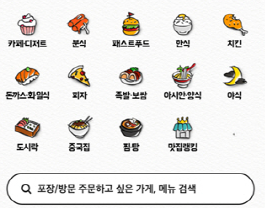 카페·디저트 분식 패스트푸드 한식 치킨
돈까스·회·일식 피자 족발·보쌈 아시안·양식 야식
도시락 중국집 찜·탕 맛집랭킹
포장/방문 주문하고 싶은 가게, 메뉴 검색